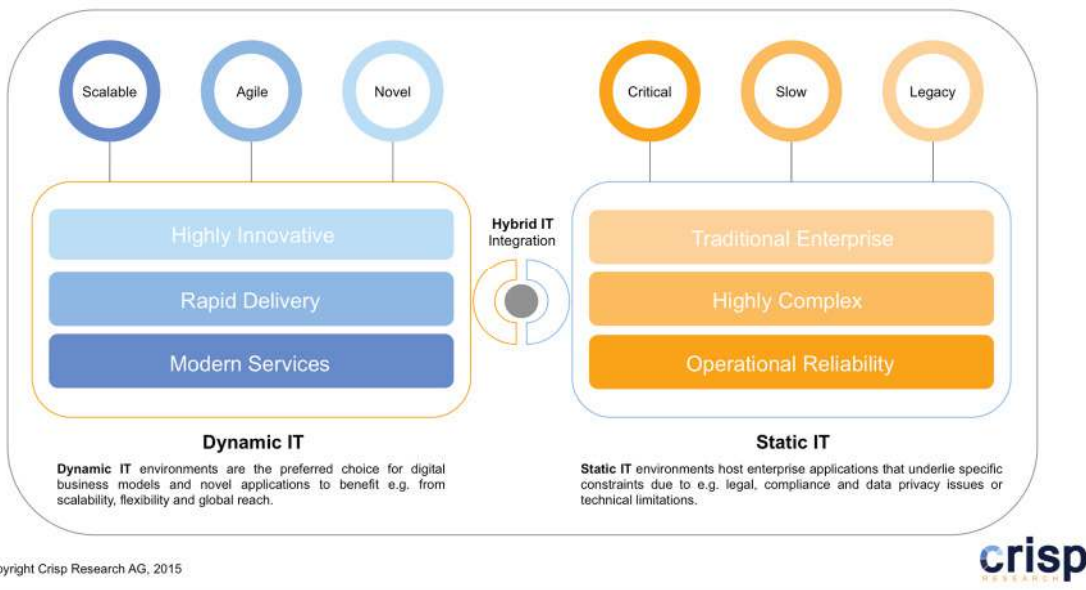 Scalable
Agile
Novel
Critical
Slow
Legacy
Highly Innovative
Rapid Delivery
Modern Services
Hybrid IT
Integration
Traditional Enterprise
Highly Complex
Operational Reliability
Dynamic IT
Dynamic IT environments are the preferred choice for digital
business models and novel applications to benefit e.g. from
scalability, flexibility and global reach.
Static IT
Static IT environments host enterprise applications that underlie specific
constraints due to e.g. legal, compliance and data privacy issues or
technical limitations.
pyright Crisp Research AG, 2015
crisp
RESEARCH